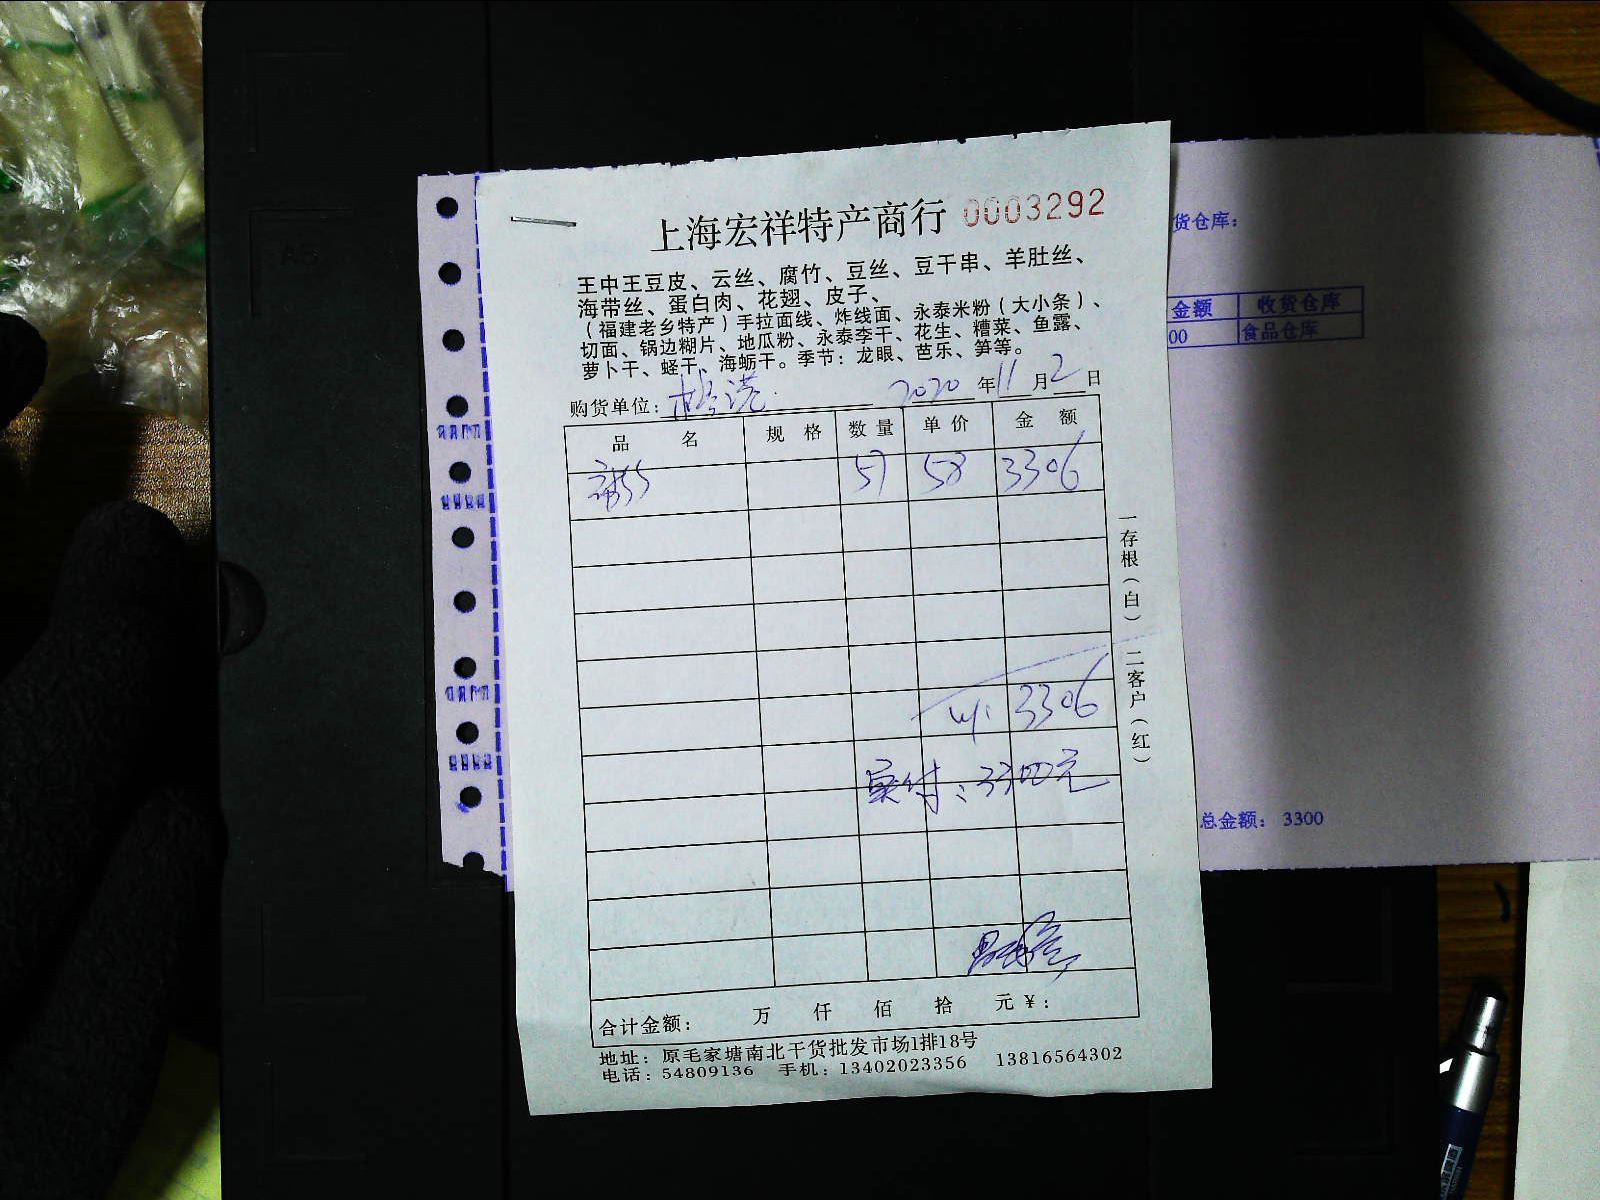 上海宏祥特产商行 0003292
王中王豆皮、云丝、腐竹、豆丝、豆干串、羊肚丝、
海带丝、蛋白肉、花翅、皮子、
（福建老乡特产）手拉面线、炸线面、永泰米粉（大小条）、
切面、锅边糊片、地瓜粉、永泰李干、花生、糟菜、鱼露、
萝卜干、蛏干、海蛎干。季节：龙眼、芭乐、笋等。
购货单位： 2020年11月2日
品名 规格 数量 单价 金额
57 58 3306
3306
实付：3300元
合计金额： 万 仟 佰 拾 元¥：
地址：原毛家塘南北干货批发市场1排18号
电话：54809136 手机：13402023356 13816564302
一存根（白） 二客户（红）
货仓库：
金额 收货仓库
00 食品仓库
总金额： 3300
A5